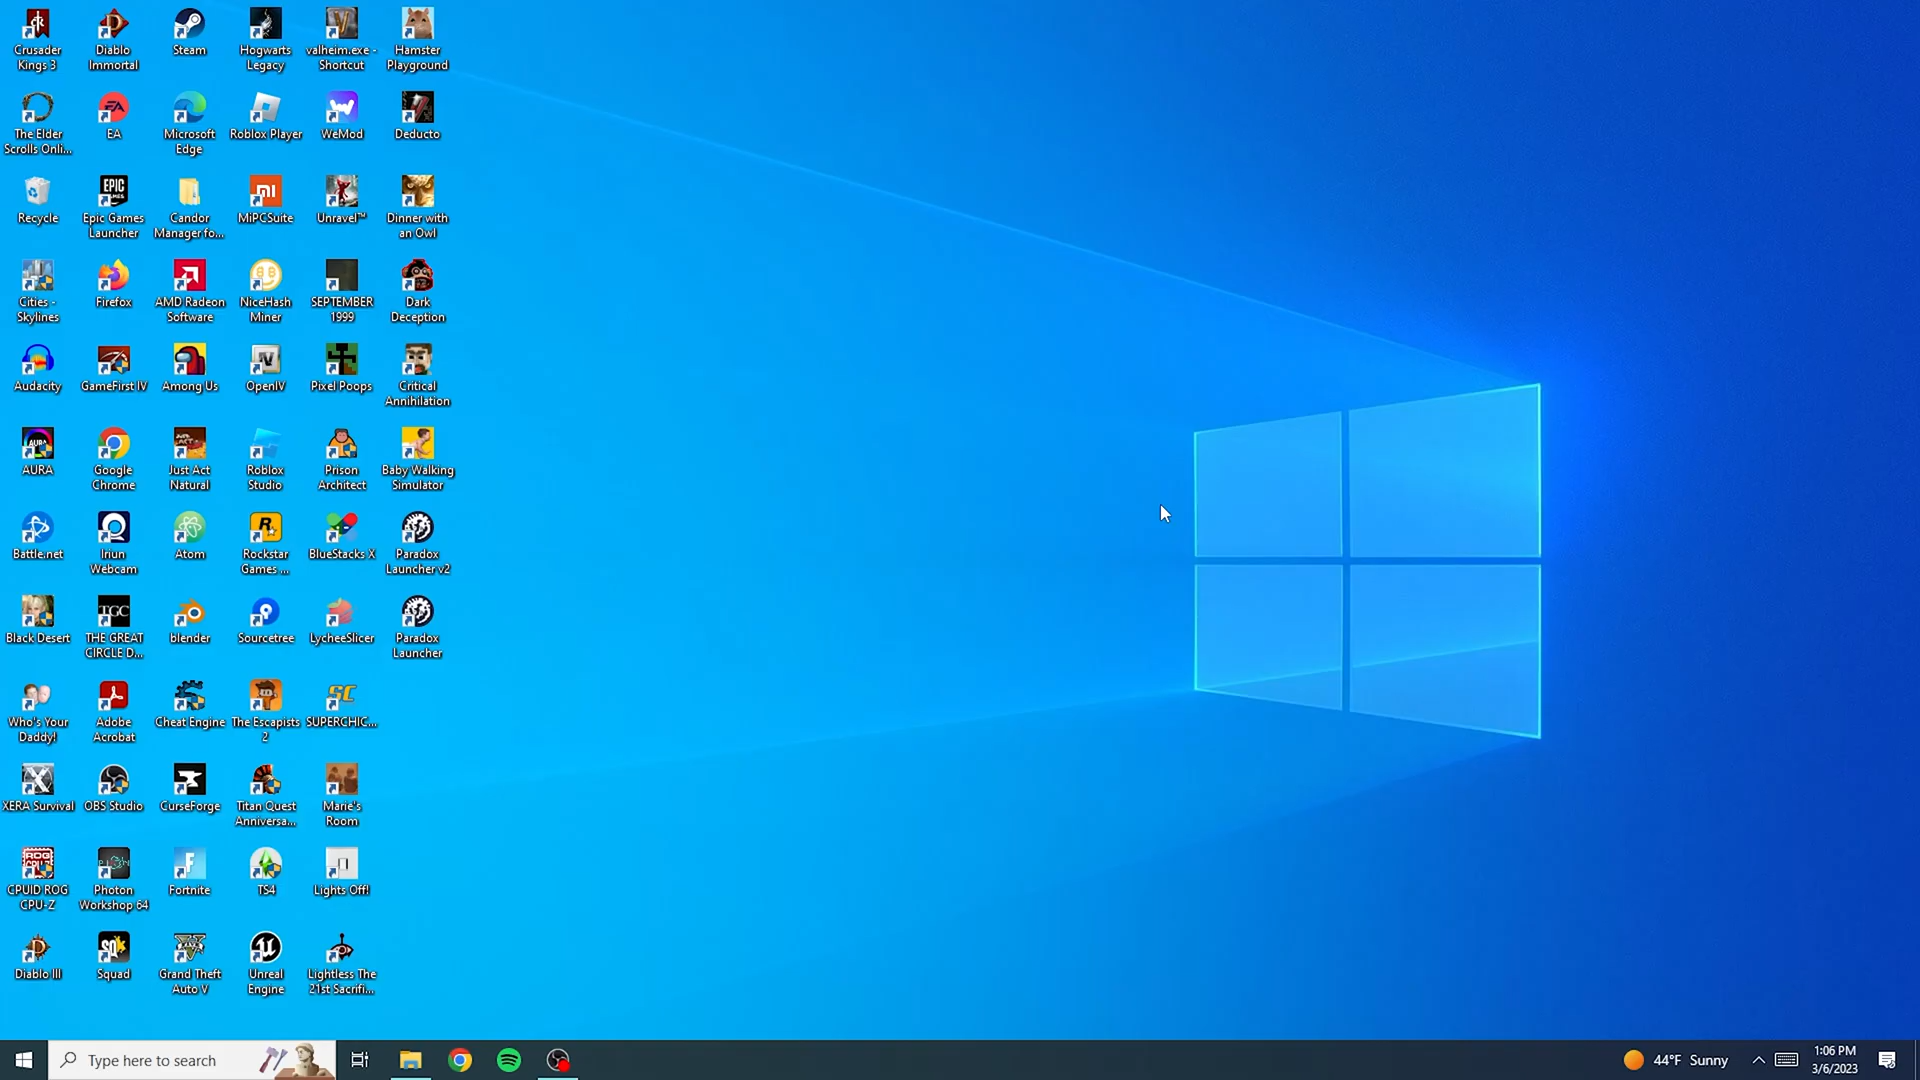 Crusader
Kings 3
Diablo
Immortal
Steam
Hogwarts
Legacy
valheim.exe -
Shortcut
Hamster
Playground
The Elder
Scrolls Onli...
EA
Microsoft
Edge
Roblox Player
WeMod
Deducto
Recycle
Epic Games
Launcher
Candor
Manager fo...
MiPCSuite
Unravel™
Dinner with
an Owl
Cities -
Skylines
Firefox
AMD Radeon
Software
NiceHash
Miner
SEPTEMBER
1999
Dark
Deception
Audacity
GameFirst IV
Among Us
OpenIV
Pixel Poops
Critical
Annihilation
AURA
Google
Chrome
Just Act
Natural
Roblox
Studio
Prison
Architect
Baby Walking
Simulator
Battle.net
Iriun
Webcam
Atom
Rockstar
Games ...
BlueStacks X
Paradox
Launcher v2
Black Desert
THE GREAT
CIRCLE D...
blender
Sourcetree
LycheeSlicer
Paradox
Launcher
Who's Your
Daddy!
Adobe
Acrobat
Cheat Engine
The Escapists
2
SUPERCHIC...
XERA Survival
OBS Studio
CurseForge
Titan Quest
Anniversa...
Marie's
Room
CPUID ROG
CPU-Z
Photon
Workshop 64
Fortnite
TS4
Lights Off!
Diablo III
Squad
Grand Theft
Auto V
Unreal
Engine
Lightless The
21st Sacrifi...
Type here to search
44°F Sunny
1:06 PM
3/6/2023